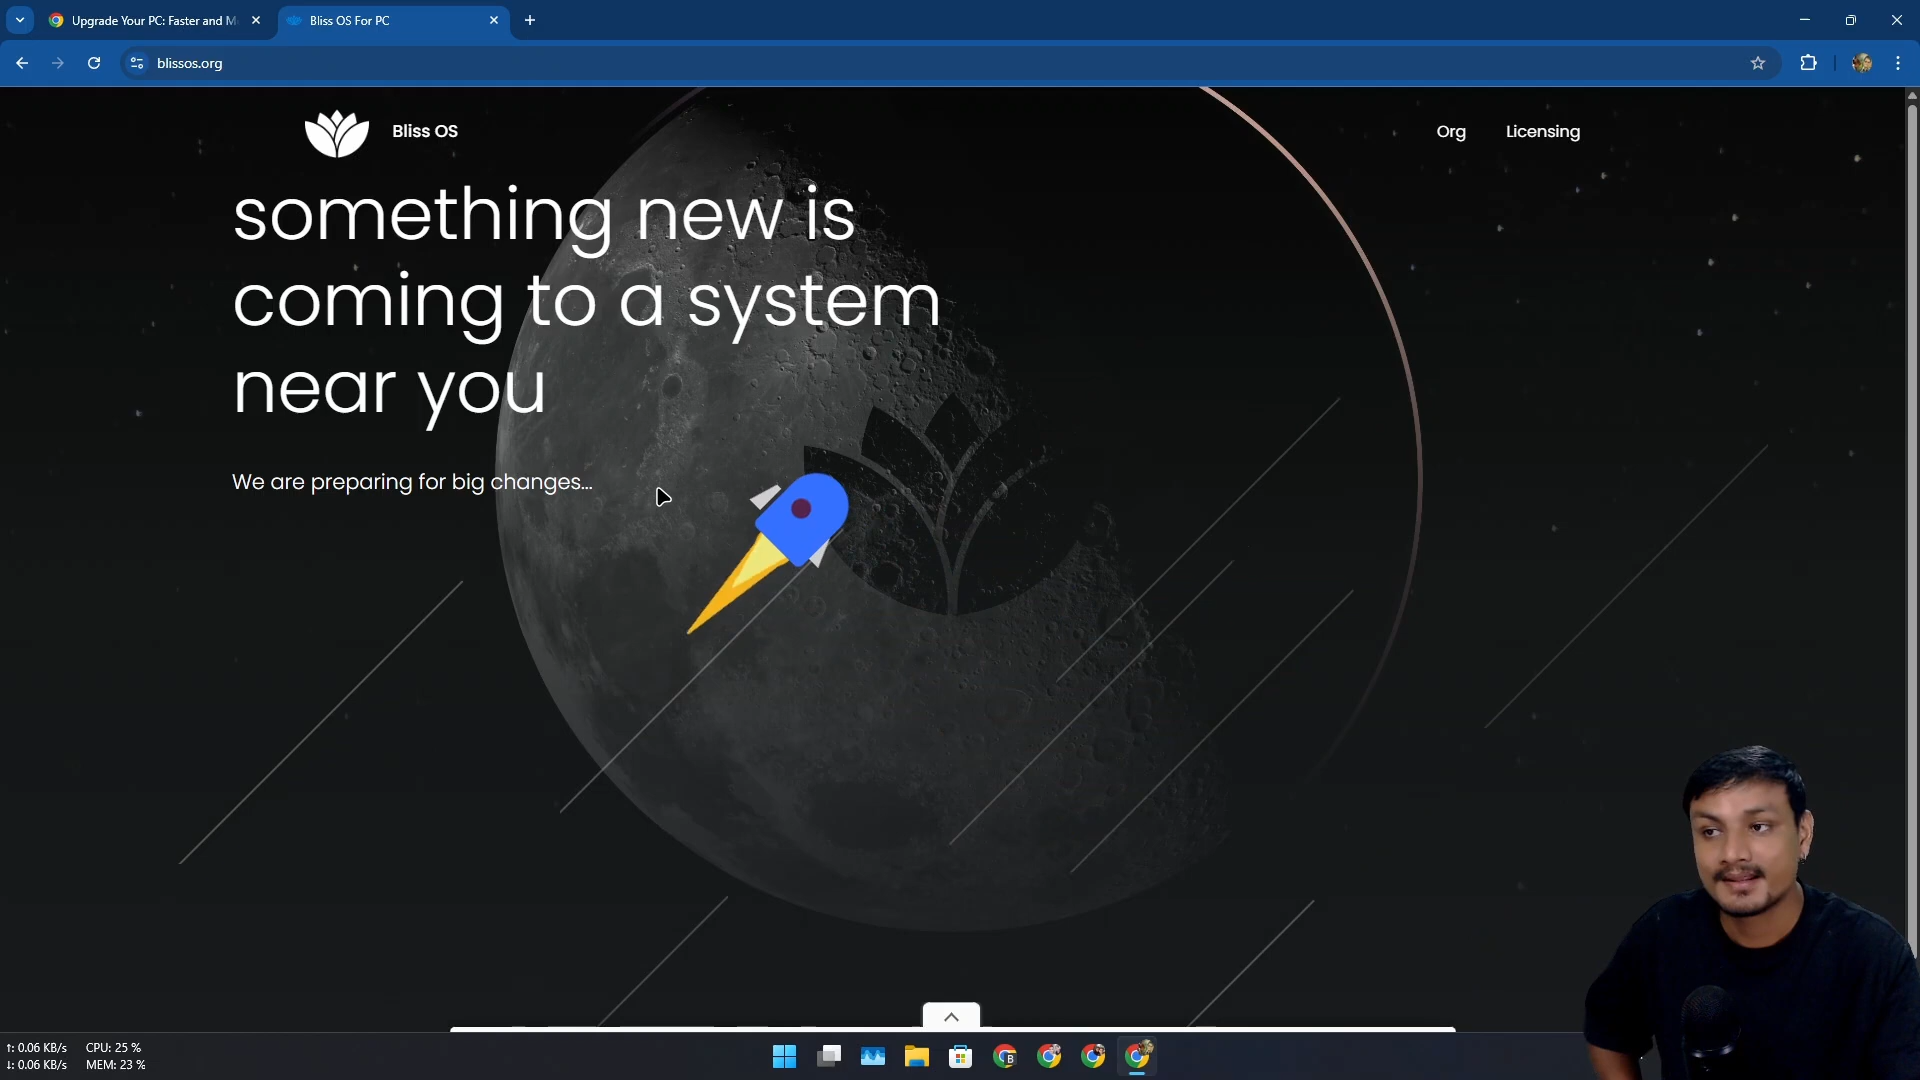 Upgrade Your PC: Faster and M
Bliss OS For PC
blissos.org
Bliss OS
Org
Licensing
something new is
coming to a system
near you
We are preparing for big changes...
↑: 0.06 KB/s
CPU: 25 %
↓: 0.06 KB/s
MEM: 23 %
B